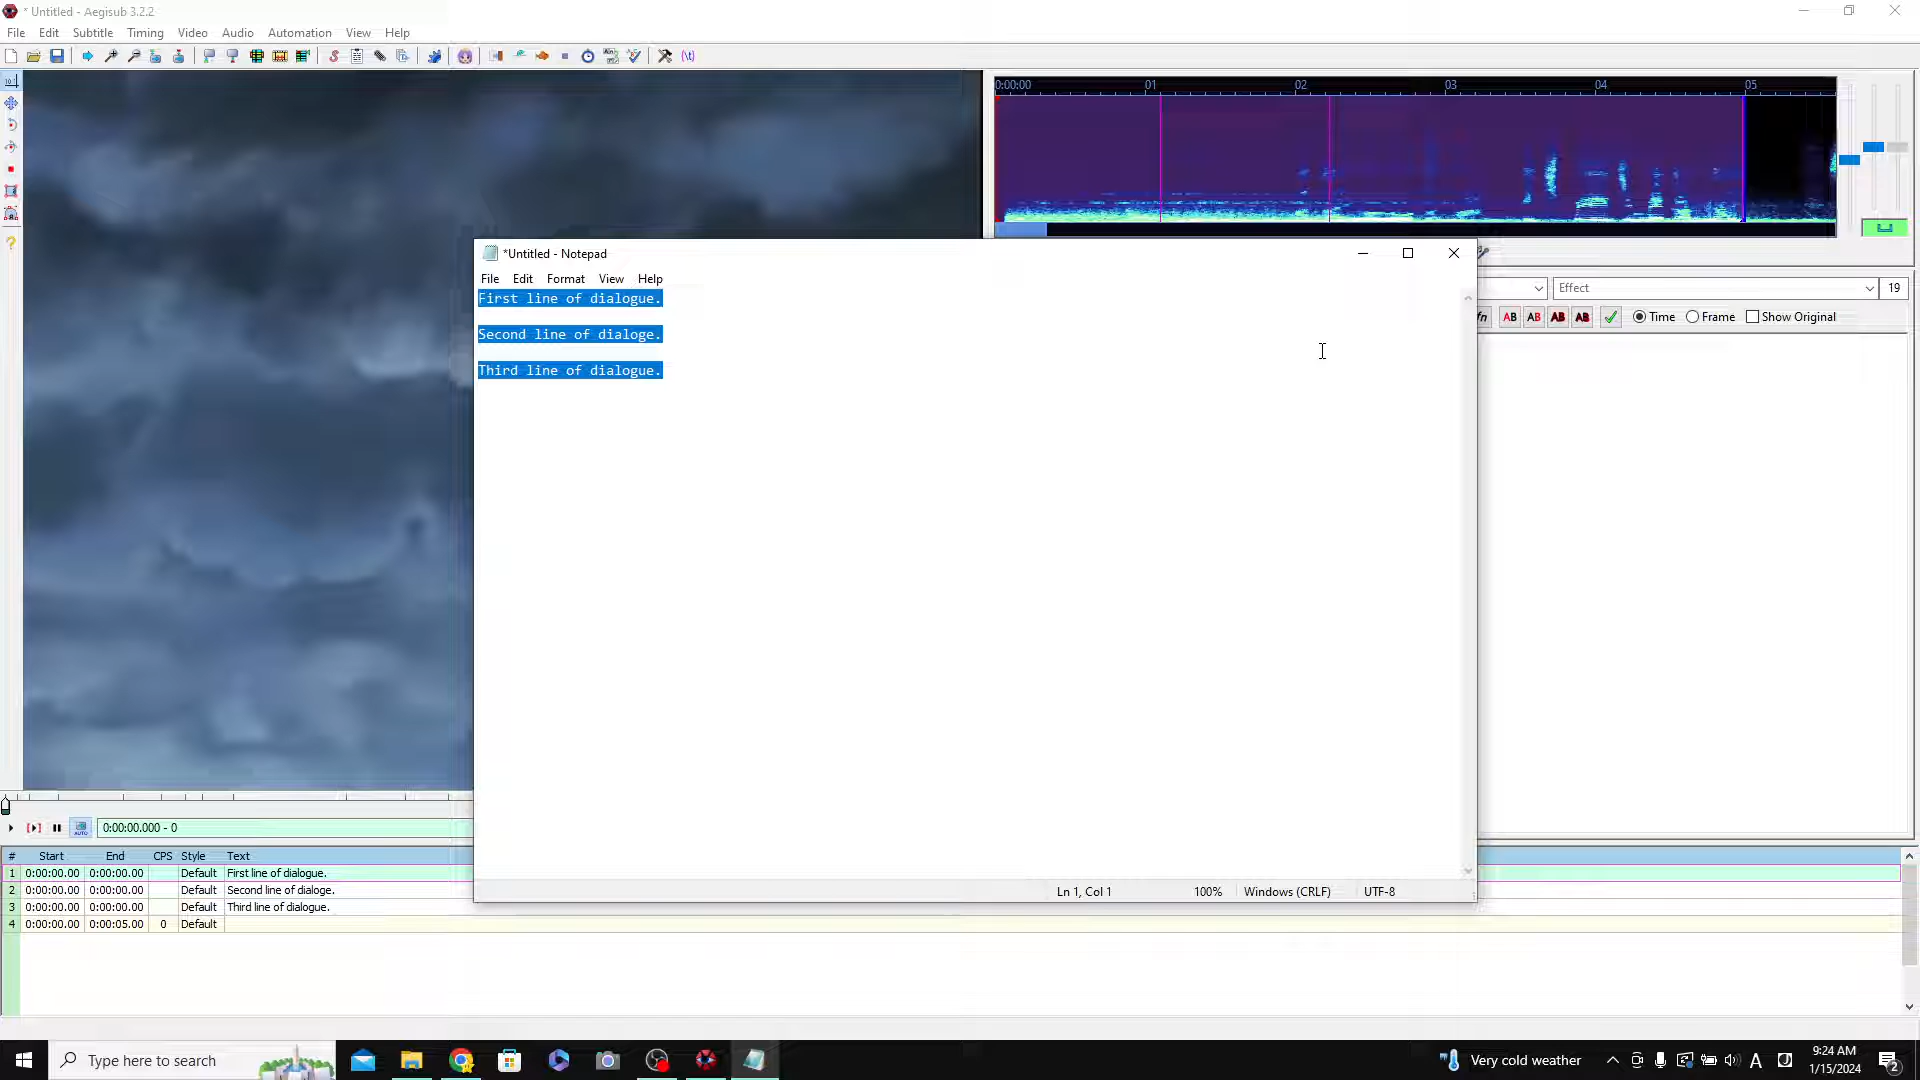 * Untitled - Aegisub 3.2.2
File Edit Subtitle Timing Video Audio Automation View Help
0:00:00 01 02 03 04 05
*Untitled - Notepad
File Edit Format View Help
First line of dialogue.
Second line of dialoge.
Third line of dialogue.
Effect 19
fn AB AB AB AB Time Frame Show Original
0:00:00.000 - 0
# Start End CPS Style Text
1 0:00:00.00 0:00:00.00 Default First line of dialogue.
2 0:00:00.00 0:00:00.00 Default Second line of dialoge.
3 0:00:00.00 0:00:00.00 Default Third line of dialogue.
4 0:00:00.00 0:00:05.00 0 Default
Ln 1, Col 1 100% Windows (CRLF) UTF-8
Type here to search
Very cold weather
A
9:24 AM
1/15/2024
2